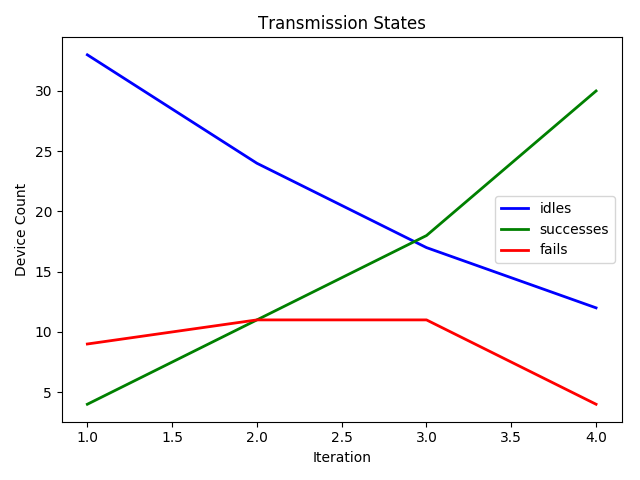 Transmission States
Device Count
30
25
20
15
10
5
idles
successes
fails
1.0 1.5 2.0 2.5 3.0 3.5 4.0
Iteration